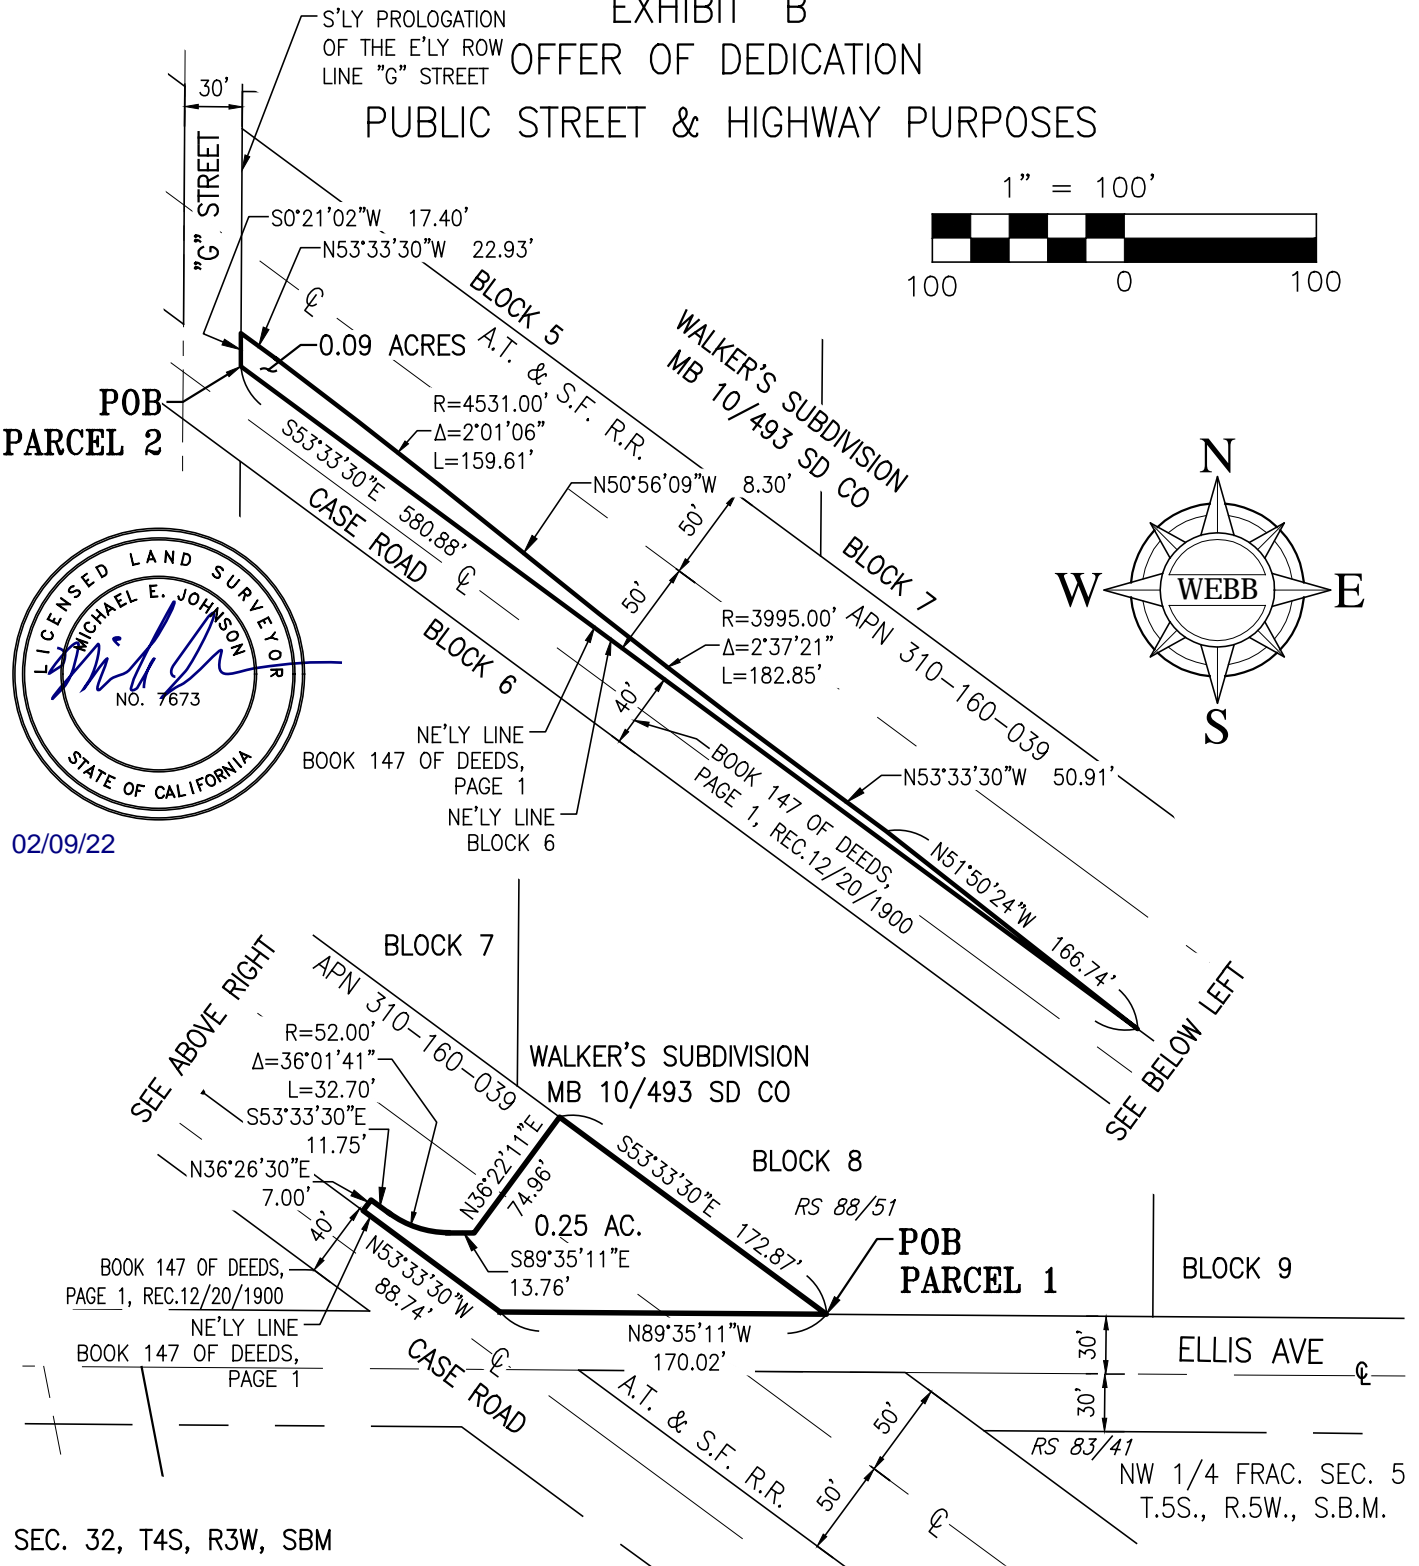 EXHIBIT B
OFFER OF DEDICATION
PUBLIC STREET & HIGHWAY PURPOSES
S'LY PROLOGATION
OF THE E'LY ROW
LINE "G" STREET
30'
"G" STREET
1" = 100'
100 0 100
S0°21'02"W 17.40'
N53°33'30"W 22.93'
BLOCK 5
A.T. & S.F. R.R.
WALKER'S SUBDIVISION
MB 10/493 SD CO
℄
0.09 ACRES
POB
PARCEL 2
R=4531.00'
Δ=2°01'06"
L=159.61'
S53°33'30"E 580.88'
N50°56'09"W 8.30'
CASE ROAD
℄
50'
50'
BLOCK 7
APN 310-160-039
N
W
WEBB
E
S
LICENSED LAND SURVEYOR
MICHAEL E. JOHNSON
NO. 7673
STATE OF CALIFORNIA
02/09/22
BLOCK 6
R=3995.00'
Δ=2°37'21"
L=182.85'
40'
NE'LY LINE
BOOK 147 OF DEEDS,
PAGE 1
NE'LY LINE
BLOCK 6
BOOK 147 OF DEEDS,
PAGE 1, REC.12/20/1900
N53°33'30"W 50.91'
N51°50'24"W 166.74'
SEE BELOW LEFT
SEE ABOVE RIGHT
BLOCK 7
APN 310-160-039
R=52.00'
Δ=36°01'41"
L=32.70'
WALKER'S SUBDIVISION
MB 10/493 SD CO
S53°33'30"E
11.75'
N36°26'30"E
7.00'
N36°22'11"E
74.96'
S53°33'30"E 172.87'
BLOCK 8
RS 88/51
0.25 AC.
S89°35'11"E
13.76'
POB
PARCEL 1
BLOCK 9
40'
N53°33'30"W
88.74'
BOOK 147 OF DEEDS,
PAGE 1, REC.12/20/1900
NE'LY LINE
BOOK 147 OF DEEDS,
PAGE 1
CASE ROAD
℄
N89°35'11"W
170.02'
30'
ELLIS AVE
℄
30'
A.T. & S.F. R.R.
50'
50'
℄
RS 83/41
NW 1/4 FRAC. SEC. 5
T.5S., R.5W., S.B.M.
SEC. 32, T4S, R3W, SBM